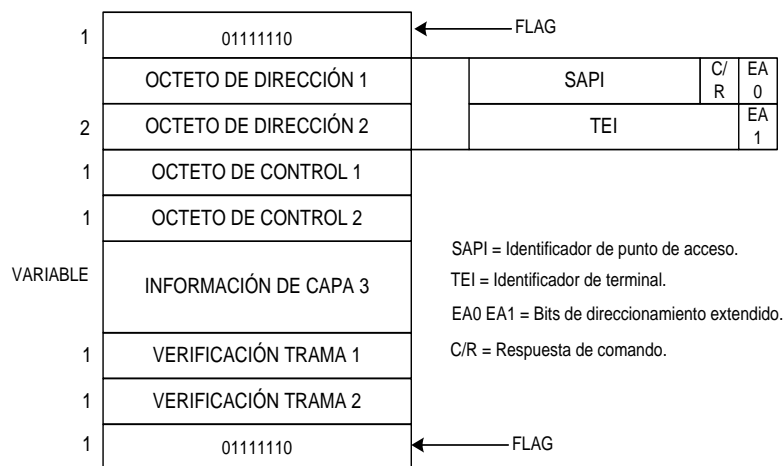 1
01111110
FLAG
OCTETO DE DIRECCIÓN 1
SAPI
C/
R
EA
0
2
OCTETO DE DIRECCIÓN 2
TEI
EA
1
1
OCTETO DE CONTROL 1
1
OCTETO DE CONTROL 2
VARIABLE
INFORMACIÓN DE CAPA 3
SAPI = Identificador de punto de acceso.
TEI = Identificador de terminal.
EA0 EA1 = Bits de direccionamiento extendido.
C/R = Respuesta de comando.
1
VERIFICACIÓN TRAMA 1
1
VERIFICACIÓN TRAMA 2
1
01111110
FLAG